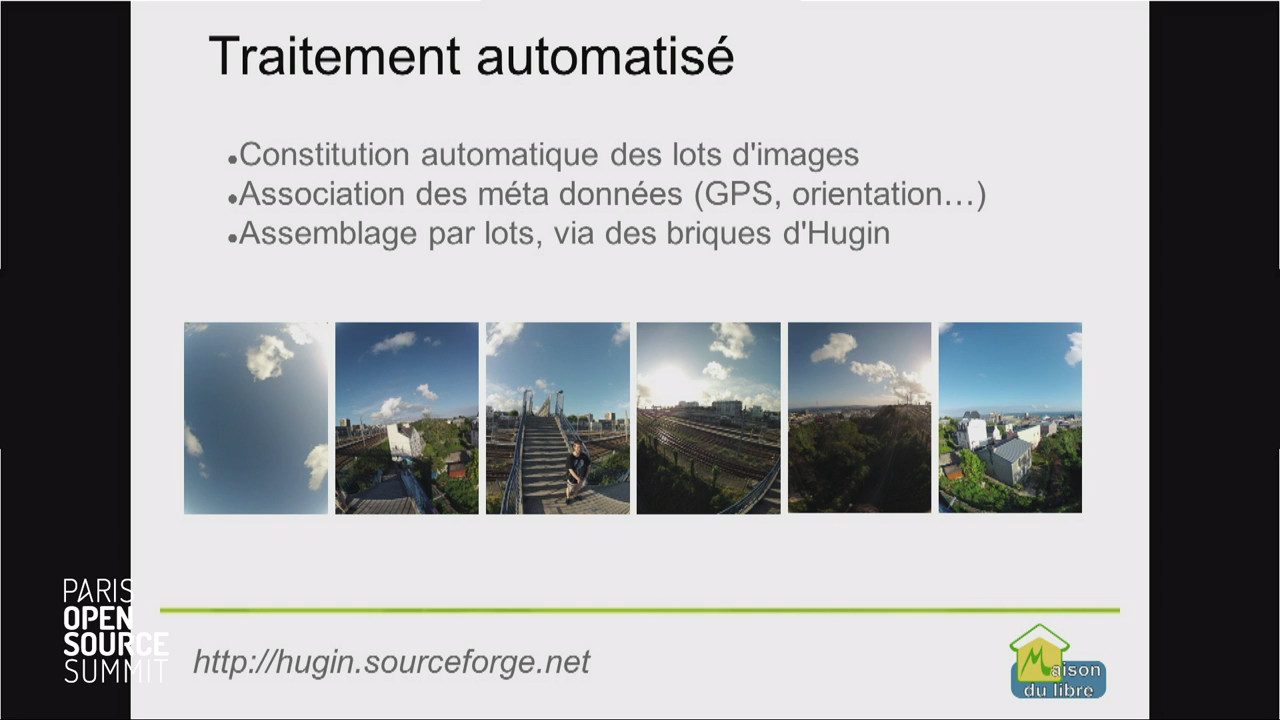 Traitement automatisé
•Constitution automatique des lots d'images
•Association des méta données (GPS, orientation…)
•Assemblage par lots, via des briques d'Hugin
PARIS
OPEN
SOURCE
SUMMIT
http://hugin.sourceforge.net
Maison
du libre